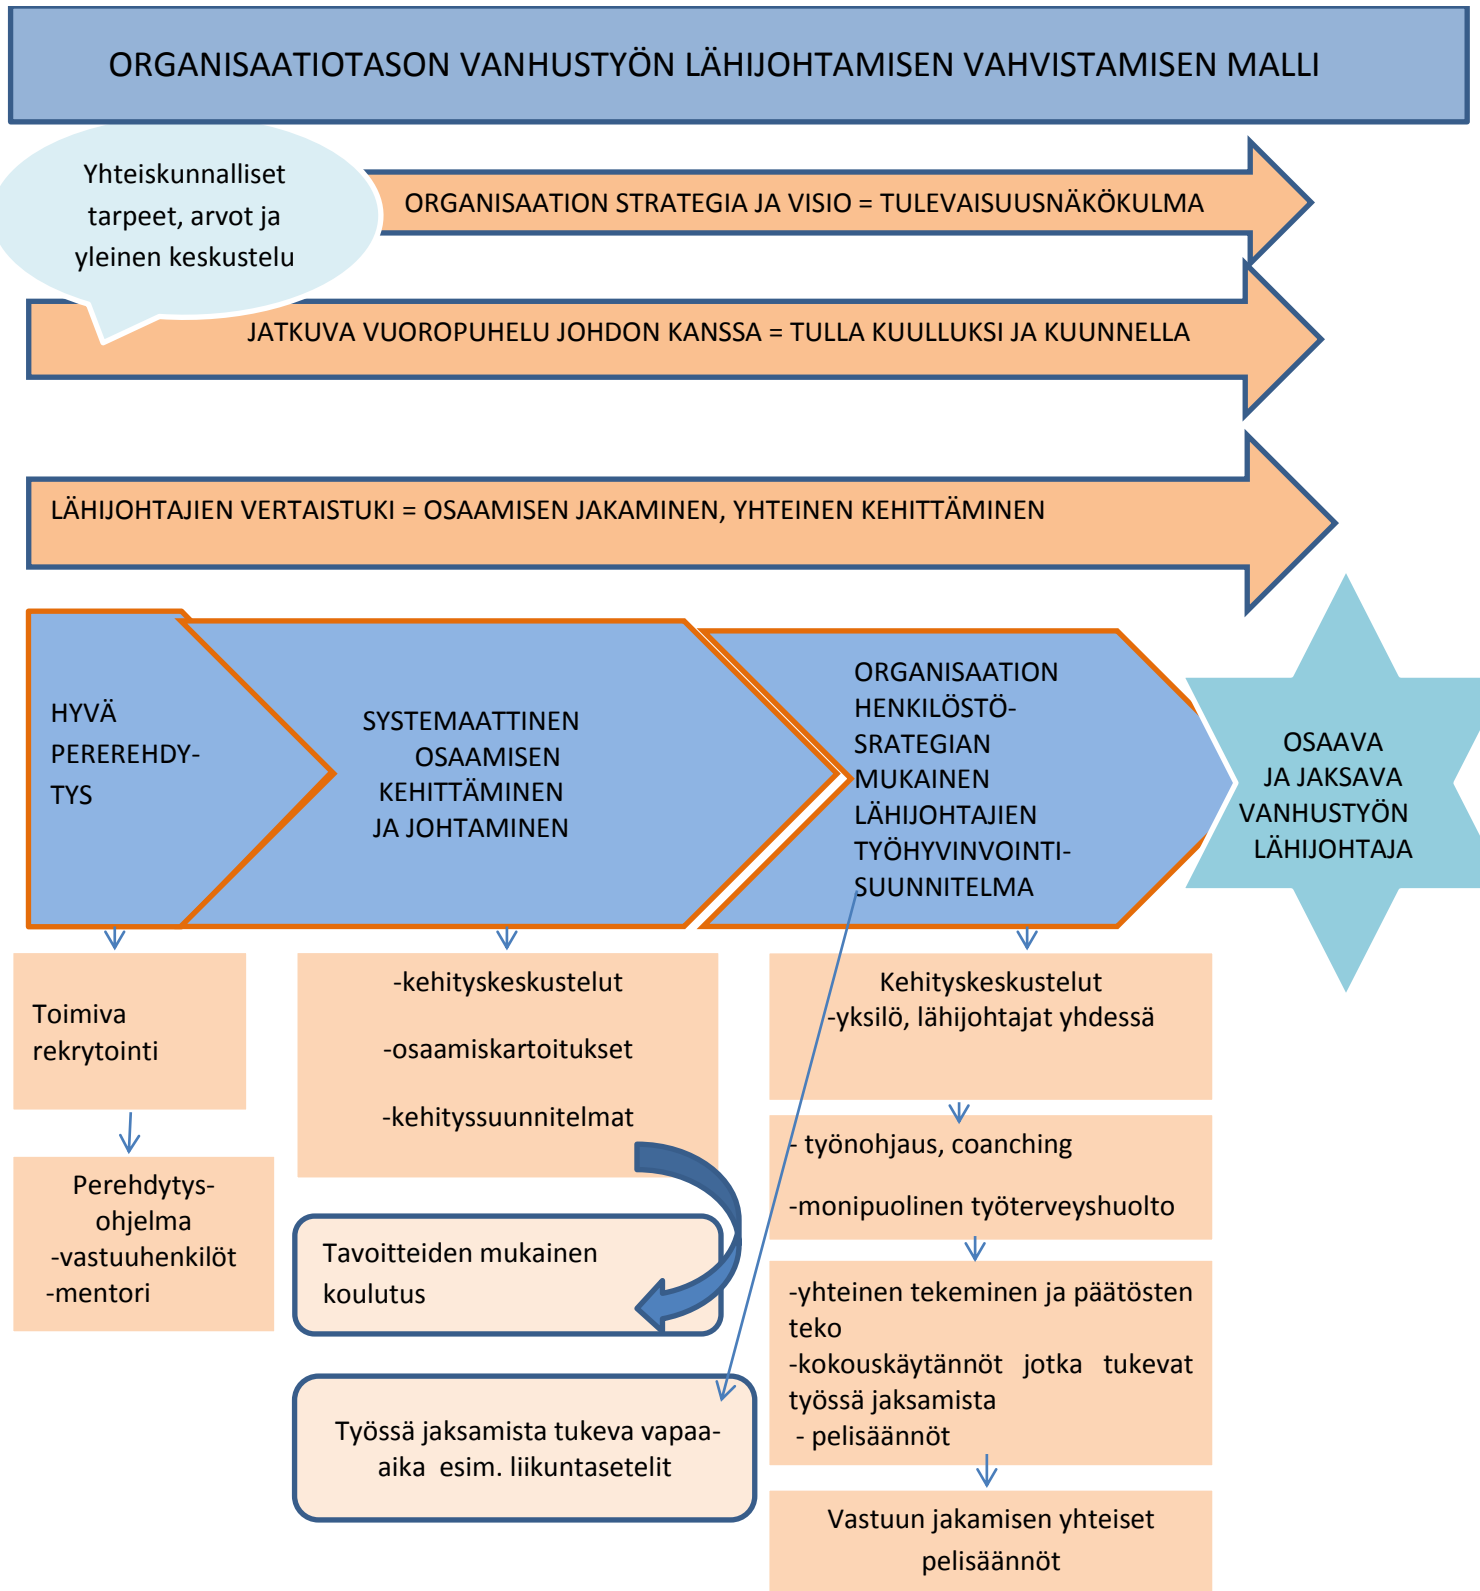 ORGANISAATIOTASON VANHUSTYÖN LÄHIJOHTAMISEN VAHVISTAMISEN MALLI
Yhteiskunnalliset
tarpeet, arvot ja
yleinen keskustelu
ORGANISAATION STRATEGIA JA VISIO = TULEVAISUUSNÄKÖKULMA
JATKUVA VUOROPUHELU JOHDON KANSSA = TULLA KUULLUKSI JA KUUNNELLA
LÄHIJOHTAJIEN VERTAISTUKI = OSAAMISEN JAKAMINEN, YHTEINEN KEHITTÄMINEN
HYVÄ
PEREREHDY-
TYS
SYSTEMAATTINEN
OSAAMISEN
KEHITTÄMINEN
JA JOHTAMINEN
ORGANISAATION
HENKILÖSTÖ-
SRATEGIAN
MUKAINEN
LÄHIJOHTAJIEN
TYÖHYVINVOINTI-
SUUNNITELMA
OSAAVA
JA JAKSAVA
VANHUSTYÖN
LÄHIJOHTAJA
Toimiva
rekrytointi
Perehdytys-
ohjelma
-vastuuhenkilöt
-mentori
-kehityskeskustelut
-osaamiskartoitukset
-kehityssuunnitelmat
Tavoitteiden mukainen
koulutus
Työssä jaksamista tukeva vapaa-
aika esim. liikuntasetelit
Kehityskeskustelut
-yksilö, lähijohtajat yhdessä
- työnohjaus, coanching
-monipuolinen työterveyshuolto
-yhteinen tekeminen ja päätösten
teko
-kokouskäytännöt jotka tukevat
työssä jaksamista
- pelisäännöt
Vastuun jakamisen yhteiset
pelisäännöt